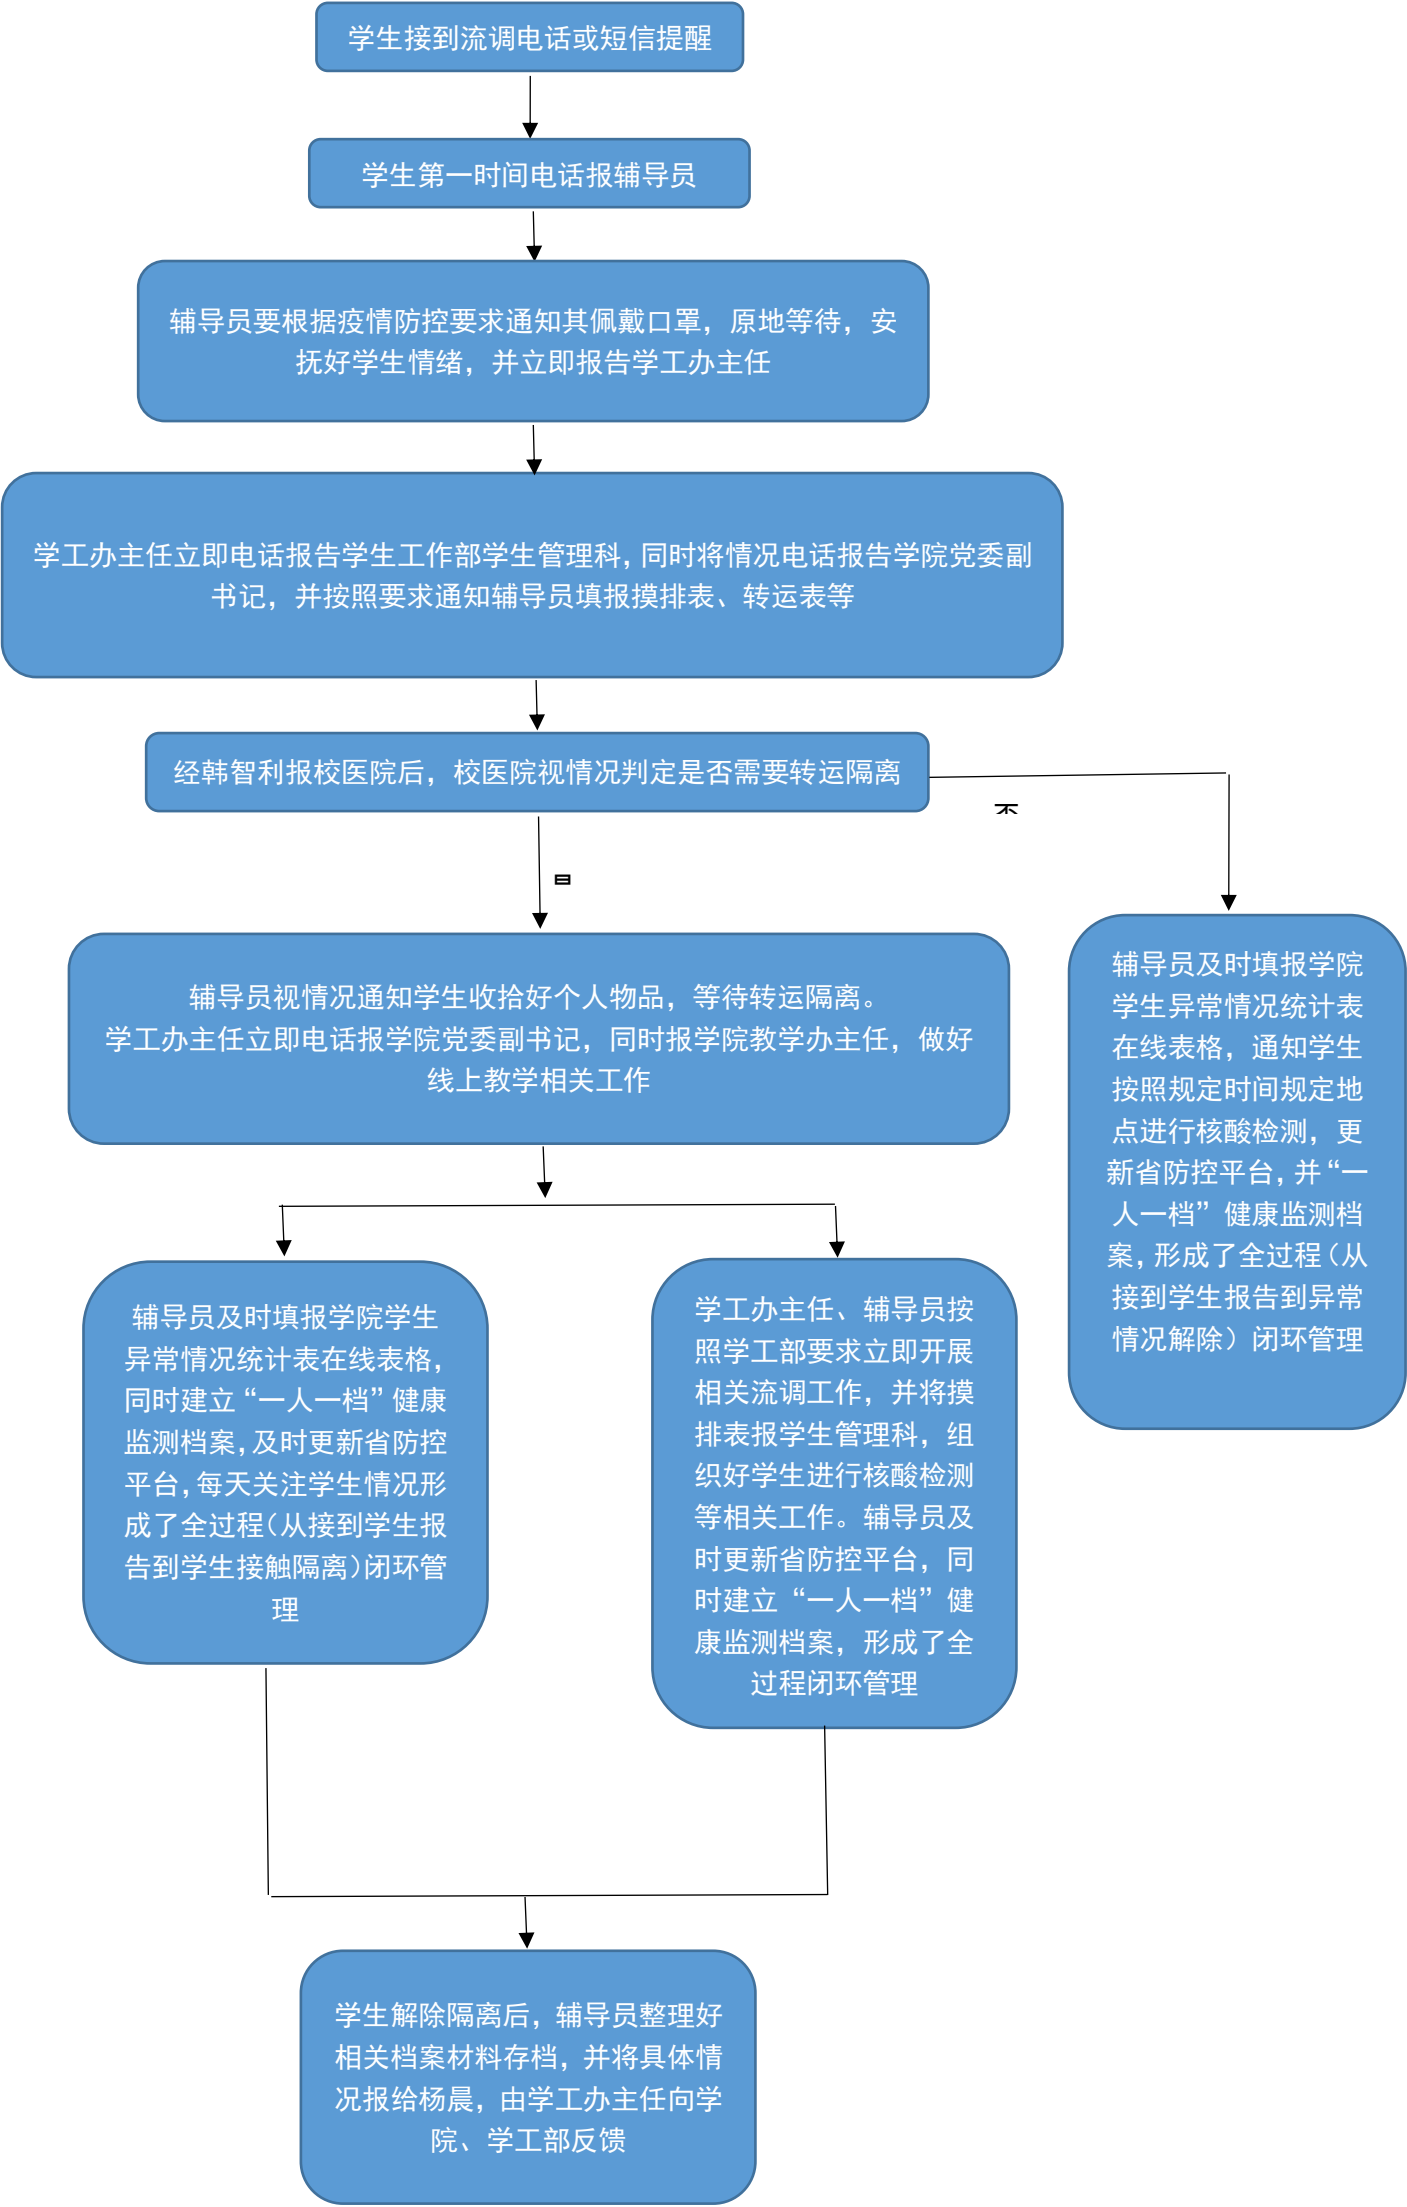 学生接到流调电话或短信提醒
学生第一时间电话报辅导员
辅导员要根据疫情防控要求通知其佩戴口罩，原地等待，安
抚好学生情绪，并立即报告学工办主任
学工办主任立即电话报告学生工作部学生管理科，同时将情况电话报告学院党委副
书记，并按照要求通知辅导员填报摸排表、转运表等
经韩智利报校医院后，校医院视情况判定是否需要转运隔离
否
辅导员视情况通知学生收拾好个人物品，等待转运隔离。
学工办主任立即电话报学院党委副书记，同时报学院教学办主任，做好
线上教学相关工作
辅导员及时填报学院
学生异常情况统计表
在线表格，通知学生
按照规定时间规定地
点进行核酸检测，更
新省防控平台，并“一
人一档”健康监测档
案，形成了全过程（从
接到学生报告到异常
情况解除）闭环管理
辅导员及时填报学院学生
异常情况统计表在线表格，
同时建立“一人一档”健康
监测档案，及时更新省防控
平台，每天关注学生情况形
成了全过程（从接到学生报
告到学生接触隔离）闭环管
理
学工办主任、辅导员按
照学工部要求立即开展
相关流调工作，并将摸
排表报学生管理科，组
织好学生进行核酸检测
等相关工作。辅导员及
时更新省防控平台，同
时建立“一人一档”健
康监测档案，形成了全
过程闭环管理
学生解除隔离后，辅导员整理好
相关档案材料存档，并将具体情
况报给杨晨，由学工办主任向学
院、学工部反馈